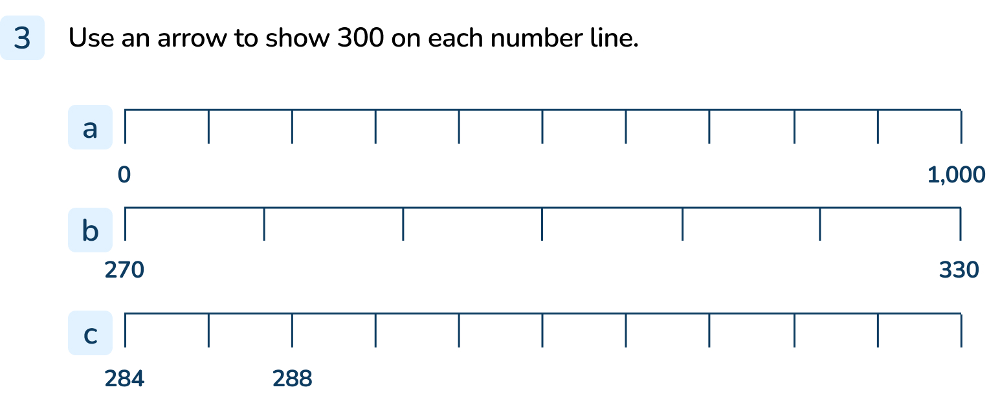 3 Use an arrow to show 300 on each number line.
a
0 1,000
b
270 330
c
284 288